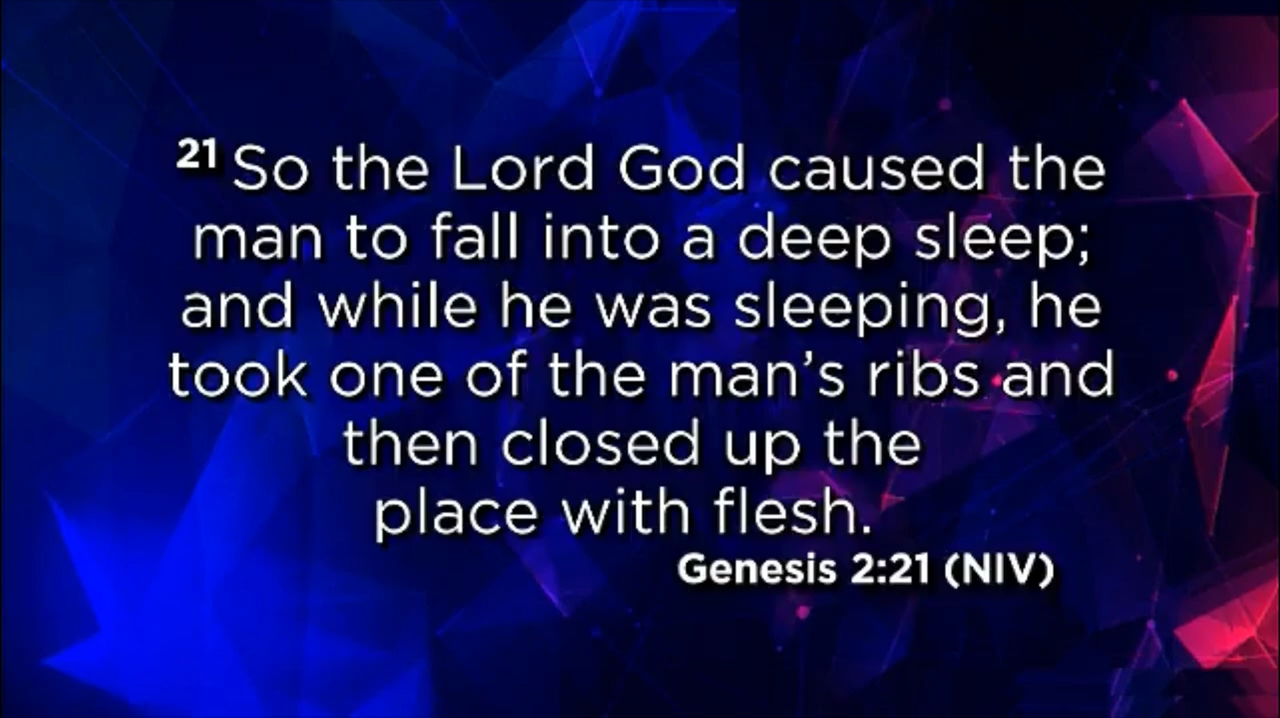 21 So the Lord God caused the
man to fall into a deep sleep;
and while he was sleeping, he
took one of the man’s ribs and
then closed up the
place with flesh.
Genesis 2:21 (NIV)